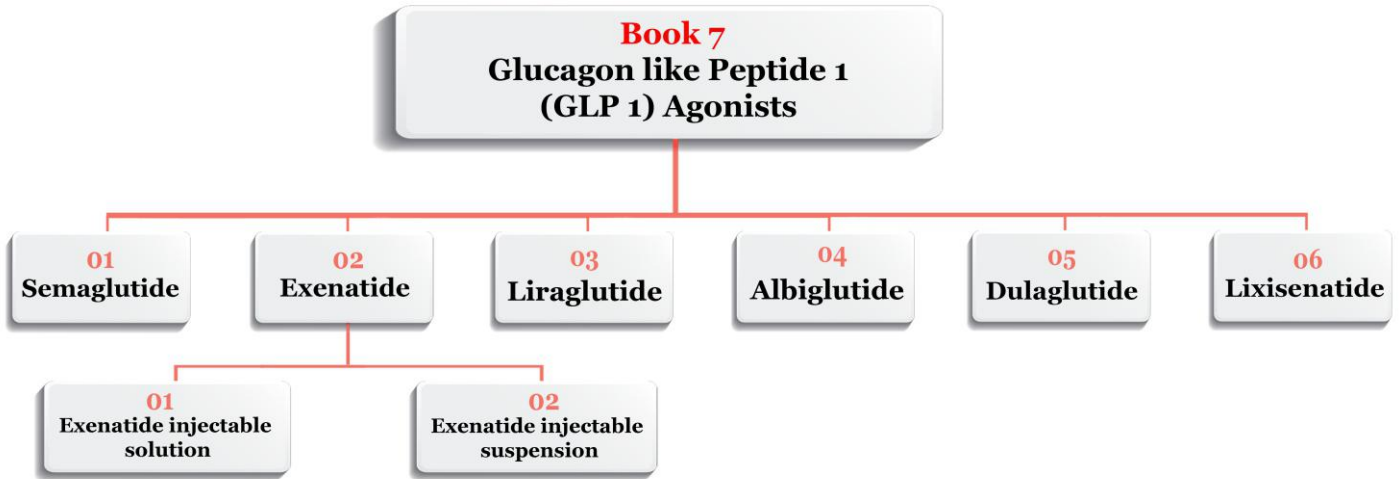 Book 7
Glucagon like Peptide 1
(GLP 1) Agonists
01
Semaglutide
02
Exenatide
03
Liraglutide
04
Albiglutide
05
Dulaglutide
06
Lixisenatide
01
Exenatide injectable
solution
02
Exenatide injectable
suspension